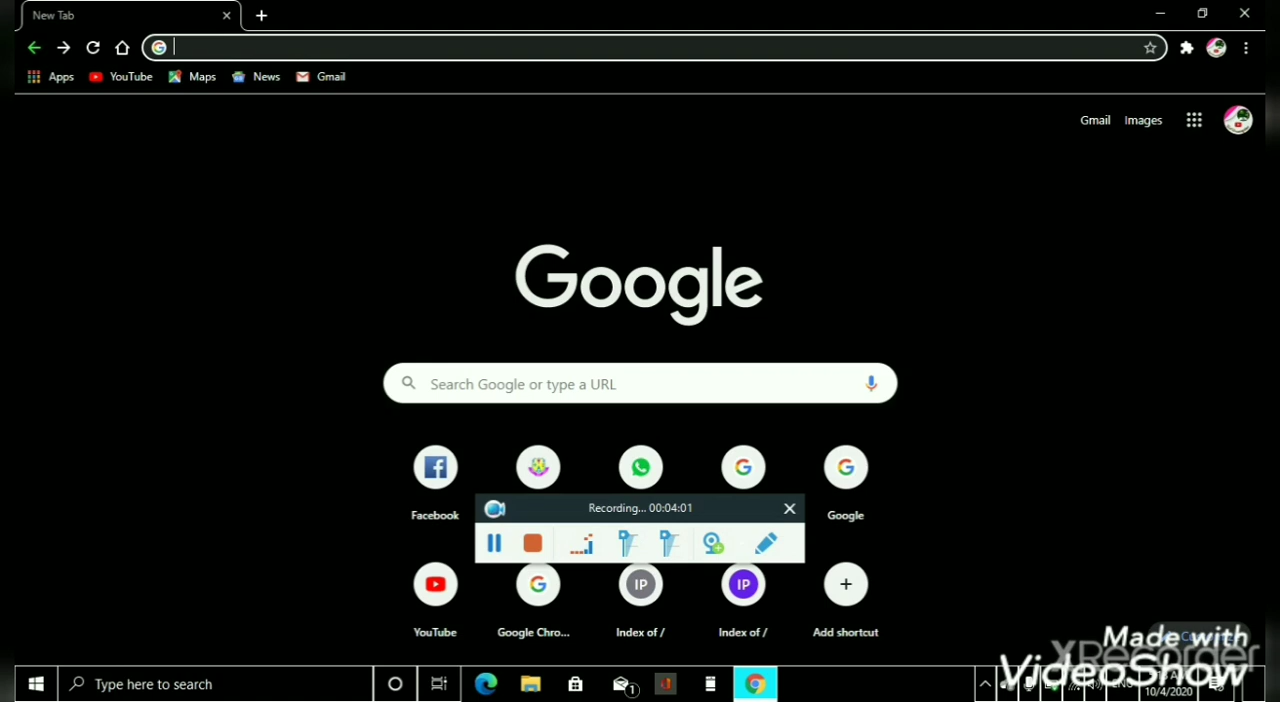 New Tab
Apps YouTube Maps News Gmail
Gmail Images
Google
Search Google or type a URL
Facebook
Google
Recording... 00:04:01
IP
IP
YouTube
Google Chro...
Index of /
Index of /
Add shortcut
Made with
XRecorder
VideoShow
Type here to search
1
10/4/2020